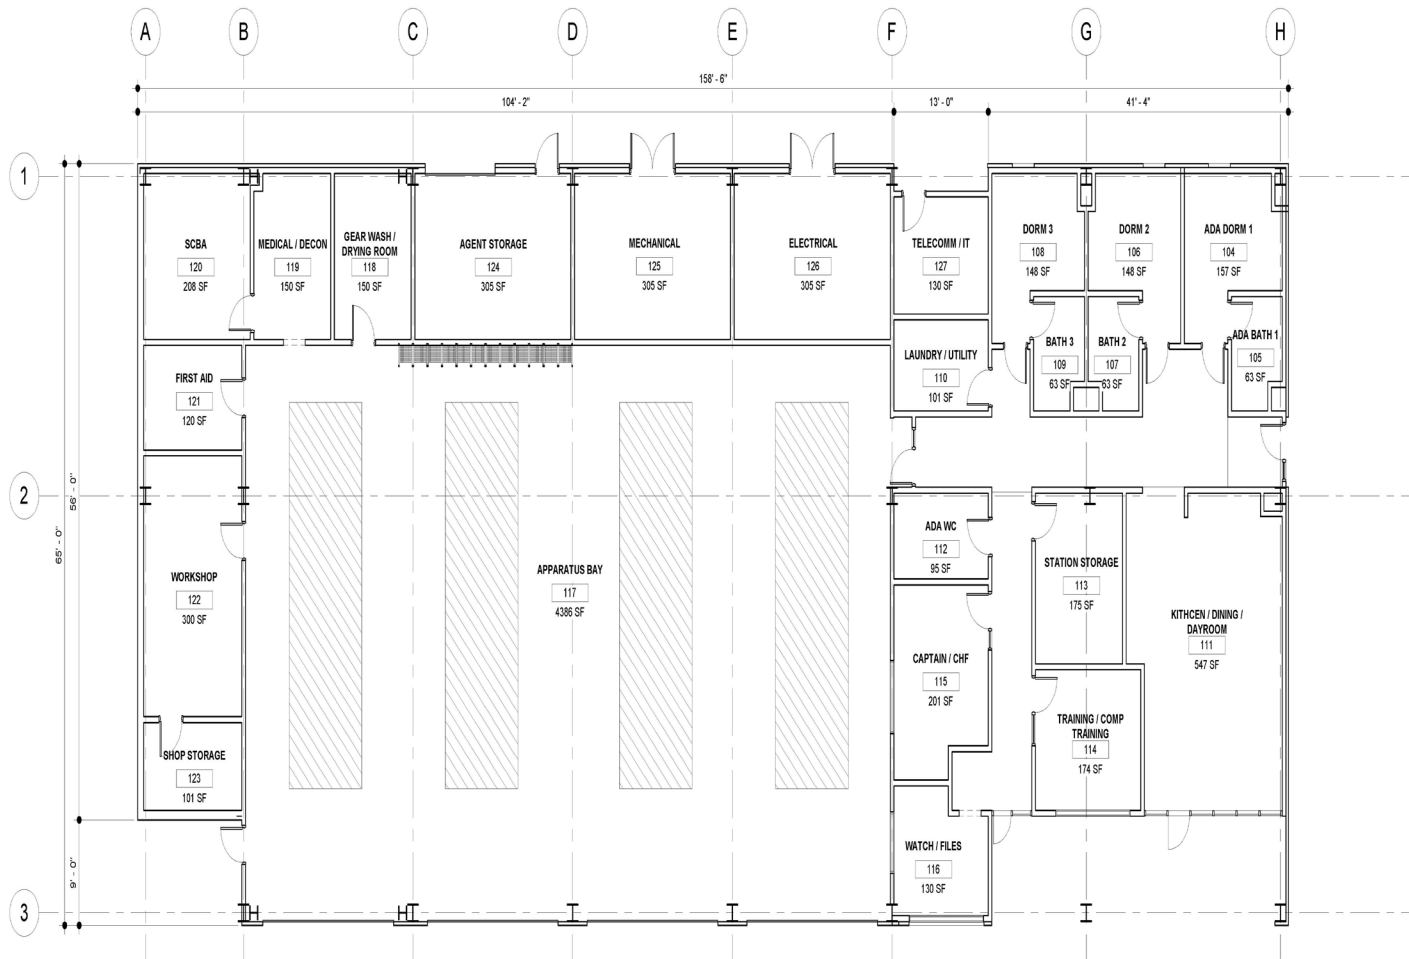 A B C D E F G H
158' - 6"
104' - 2" 13' - 0" 41' - 4"
1
SCBA
120
208 SF
MEDICAL / DECON
119
150 SF
GEAR WASH /
DRYING ROOM
118
150 SF
AGENT STORAGE
124
305 SF
MECHANICAL
125
305 SF
ELECTRICAL
126
305 SF
TELECOMM / IT
127
130 SF
DORM 3
108
148 SF
DORM 2
106
148 SF
ADA DORM 1
104
157 SF
FIRST AID
121
120 SF
LAUNDRY / UTILITY
110
101 SF
BATH 3
109
63 SF
BATH 2
107
63 SF
ADA BATH 1
105
63 SF
2
56' - 0"
65' - 0"
WORKSHOP
122
300 SF
APPARATUS BAY
117
4386 SF
ADA WC
112
95 SF
STATION STORAGE
113
175 SF
KITHCEN / DINING /
DAYROOM
111
547 SF
CAPTAIN / CHF
115
201 SF
TRAINING / COMP
TRAINING
114
174 SF
SHOP STORAGE
123
101 SF
9' - 0"
WATCH / FILES
116
130 SF
3